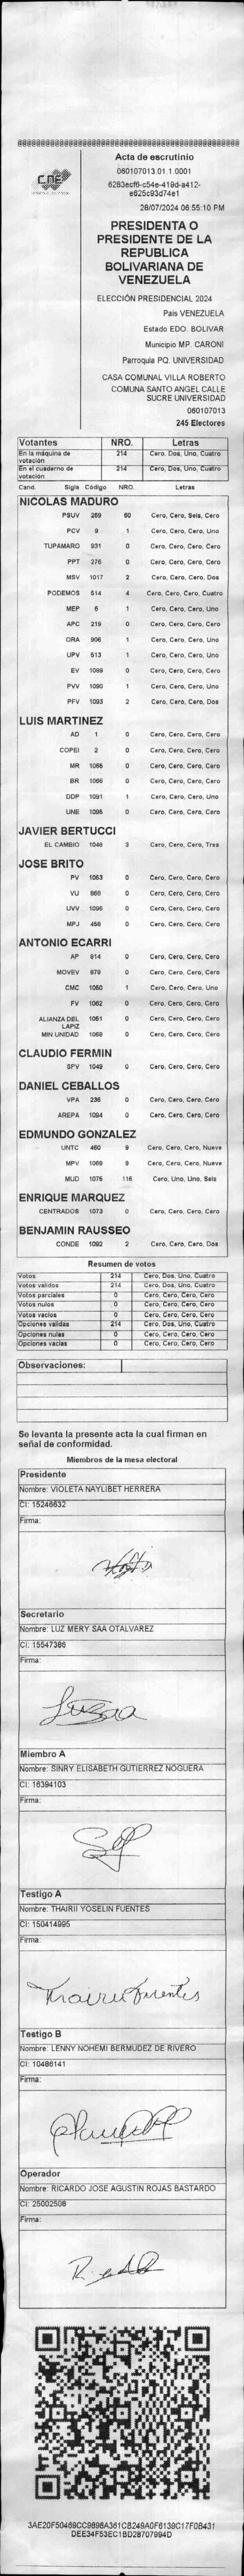 CNE
Acta de escrutinio
060107013.01.1.0001
6283ecf6-c54e-419d-a412-
e625c93d74e1
28/07/2024 06:55:10 PM
PRESIDENTA O
PRESIDENTE DE LA
REPUBLICA
BOLIVARIANA DE
VENEZUELA
ELECCIÓN PRESIDENCIAL 2024
País VENEZUELA
Estado EDO. BOLIVAR
Municipio MP. CARONI
Parroquia PQ. UNIVERSIDAD
CASA COMUNAL VILLA ROBERTO
COMUNA SANTO ANGEL CALLE
SUCRE UNIVERSIDAD
060107013
245 Electores
Votantes NRO. Letras
En la máquina de votación 214 Cero, Dos, Uno, Cuatro
En el cuaderno de votación 214 Cero, Dos, Uno, Cuatro
Cand. Sigla Código NRO. Letras
NICOLAS MADURO
PSUV 269 60 Cero, Cero, Seis, Cero
PCV 9 1 Cero, Cero, Cero, Uno
TUPAMARO 931 0 Cero, Cero, Cero, Cero
PPT 276 0 Cero, Cero, Cero, Cero
MSV 1017 2 Cero, Cero, Cero, Dos
PODEMOS 514 4 Cero, Cero, Cero, Cuatro
MEP 6 1 Cero, Cero, Cero, Uno
APC 219 0 Cero, Cero, Cero, Cero
ORA 906 1 Cero, Cero, Cero, Uno
UPV 513 1 Cero, Cero, Cero, Uno
EV 1089 0 Cero, Cero, Cero, Cero
PVV 1090 1 Cero, Cero, Cero, Uno
PFV 1093 2 Cero, Cero, Cero, Dos
LUIS MARTINEZ
AD 1 0 Cero, Cero, Cero, Cero
COPEI 2 0 Cero, Cero, Cero, Cero
MR 1055 0 Cero, Cero, Cero, Cero
BR 1066 0 Cero, Cero, Cero, Cero
DDP 1091 1 Cero, Cero, Cero, Uno
UNE 1095 0 Cero, Cero, Cero, Cero
JAVIER BERTUCCI
EL CAMBIO 1048 3 Cero, Cero, Cero, Tres
JOSE BRITO
PV 1053 0 Cero, Cero, Cero, Cero
VU 868 0 Cero, Cero, Cero, Cero
UVV 1096 0 Cero, Cero, Cero, Cero
MPJ 458 0 Cero, Cero, Cero, Cero
ANTONIO ECARRI
AP 814 0 Cero, Cero, Cero, Cero
MOVEV 979 0 Cero, Cero, Cero, Cero
CMC 1050 1 Cero, Cero, Cero, Uno
FV 1062 0 Cero, Cero, Cero, Cero
ALIANZA DEL LAPIZ 1051 0 Cero, Cero, Cero, Cero
MIN UNIDAD 1068 0 Cero, Cero, Cero, Cero
CLAUDIO FERMIN
SPV 1049 0 Cero, Cero, Cero, Cero
DANIEL CEBALLOS
VPA 236 0 Cero, Cero, Cero, Cero
AREPA 1094 0 Cero, Cero, Cero, Cero
EDMUNDO GONZALEZ
UNTC 460 9 Cero, Cero, Cero, Nueve
MPV 1069 9 Cero, Cero, Cero, Nueve
MUD 1075 116 Cero, Uno, Uno, Seis
ENRIQUE MARQUEZ
CENTRADOS 1073 0 Cero, Cero, Cero, Cero
BENJAMIN RAUSSEO
CONDE 1092 2 Cero, Cero, Cero, Dos
Resumen de votos
Votos 214 Cero, Dos, Uno, Cuatro
Votos validos 214 Cero, Dos, Uno, Cuatro
Votos parciales 0 Cero, Cero, Cero, Cero
Votos nulos 0 Cero, Cero, Cero, Cero
Votos vacios 0 Cero, Cero, Cero, Cero
Opciones validas 214 Cero, Dos, Uno, Cuatro
Opciones nulas 0 Cero, Cero, Cero, Cero
Opciones vacias 0 Cero, Cero, Cero, Cero
Observaciones:
Se levanta la presente acta la cual firman en
señal de conformidad.
Miembros de la mesa electoral
Presidente
Nombre: VIOLETA NAYLIBET HERRERA
CI: 15246632
Firma:
Secretario
Nombre: LUZ MERY SAA OTALVAREZ
CI: 15547386
Firma:
Miembro A
Nombre: SINRY ELISABETH GUTIERREZ NOGUERA
CI: 16394103
Firma:
Testigo A
Nombre: THAIRII YOSELIN FUENTES
CI: 150414995
Firma:
Testigo B
Nombre: LENNY NOHEMI BERMUDEZ DE RIVERO
CI: 10486141
Firma:
Operador
Nombre: RICARDO JOSE AGUSTIN ROJAS BASTARDO
CI: 25002508
Firma:
3AE20F50469CC9898A361CB249A0F6139C17F0B431
DEE34F53EC1BD28707994D